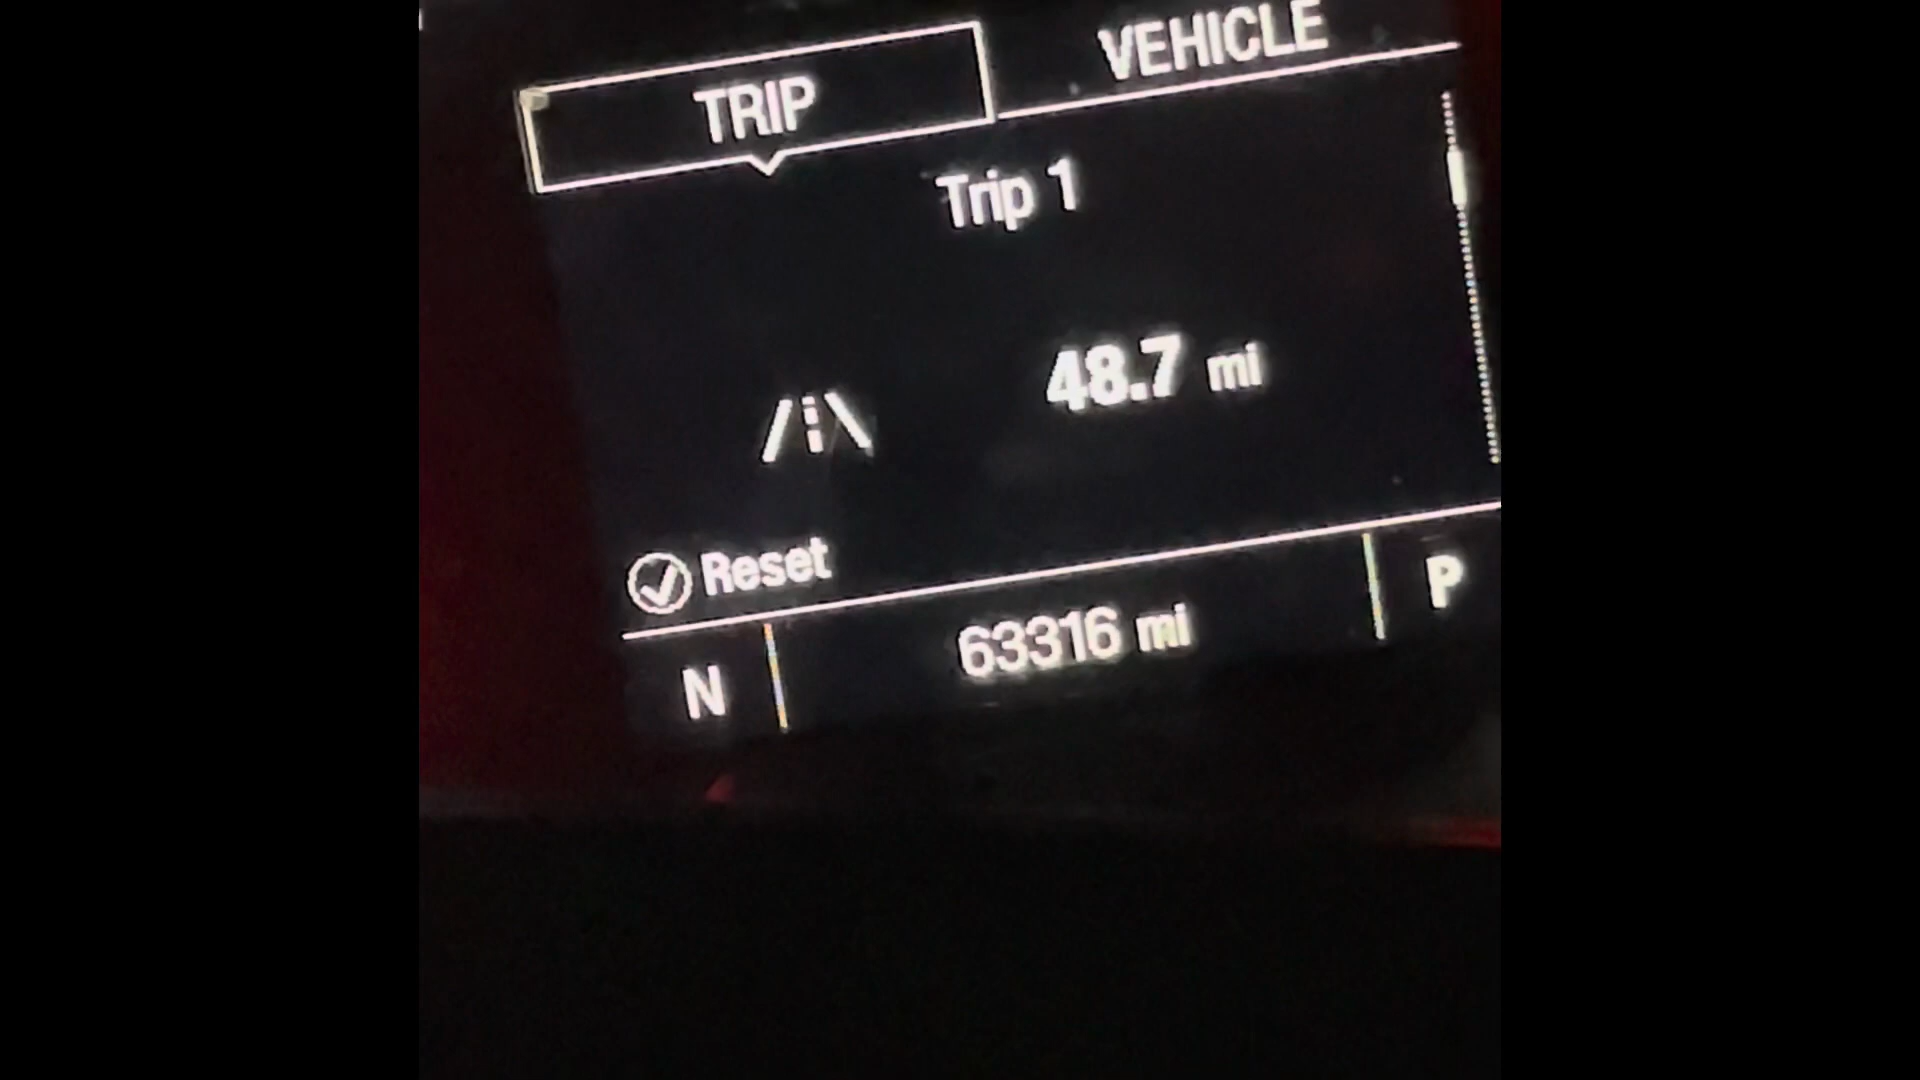 TRIP VEHICLE
Trip 1
48.7 mi
Reset
N 63316 mi P